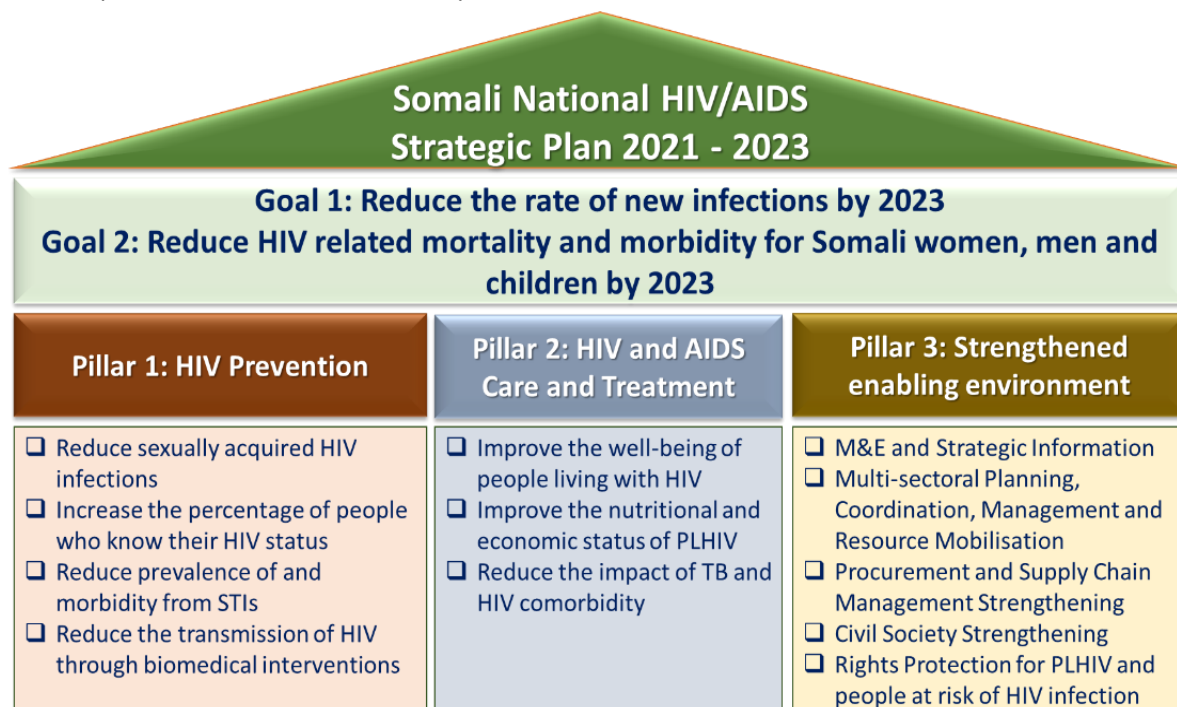 Somali National HIV/AIDS
Strategic Plan 2021 - 2023
Goal 1: Reduce the rate of new infections by 2023
Goal 2: Reduce HIV related mortality and morbidity for Somali women, men and
children by 2023
Pillar 1: HIV Prevention
Reduce sexually acquired HIV
infections
Increase the percentage of people
who know their HIV status
Reduce prevalence of and
morbidity from STIs
Reduce the transmission of HIV
through biomedical interventions
Pillar 2: HIV and AIDS
Care and Treatment
Improve the well-being of
people living with HIV
Improve the nutritional and
economic status of PLHIV
Reduce the impact of TB and
HIV comorbidity
Pillar 3: Strengthened
enabling environment
M&E and Strategic Information
Multi-sectoral Planning,
Coordination, Management and
Resource Mobilisation
Procurement and Supply Chain
Management Strengthening
Civil Society Strengthening
Rights Protection for PLHIV and
people at risk of HIV infection